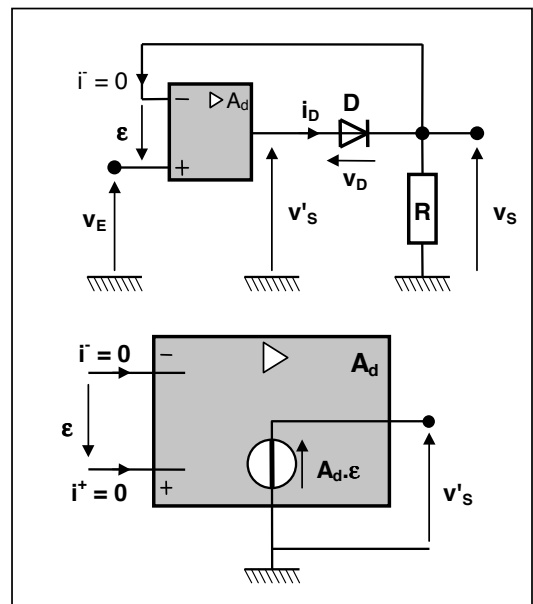 i⁻ = 0
− ▷ A_d
i_D D
ε
+
v_D
v_E
v'_S
R
v_S
−
i⁻ = 0
A_d
ε
A_d.ε
i⁺ = 0
+
v'_S